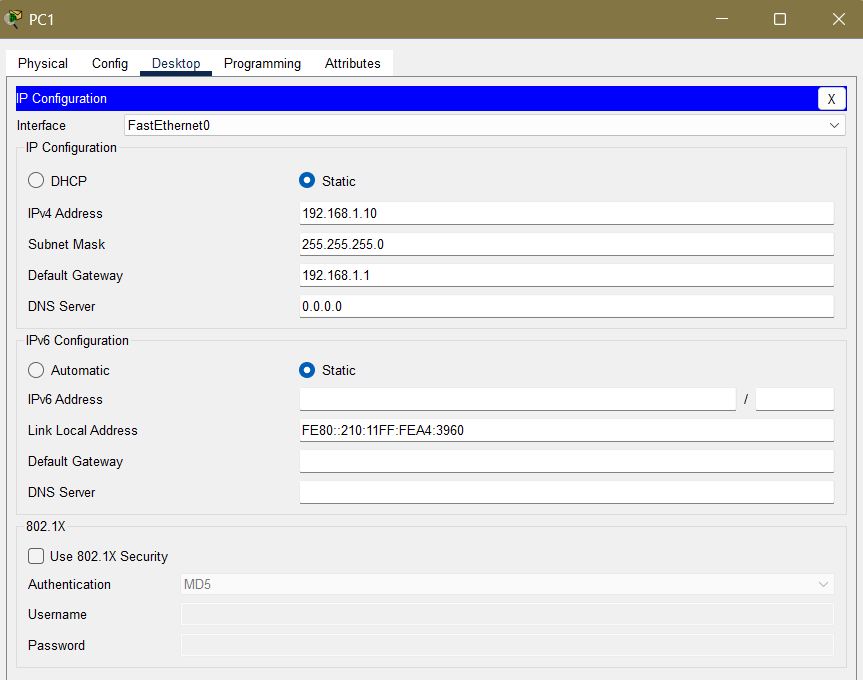 PC1
Physical Config Desktop Programming Attributes
IP Configuration X
Interface FastEthernet0
IP Configuration
DHCP Static
IPv4 Address 192.168.1.10
Subnet Mask 255.255.255.0
Default Gateway 192.168.1.1
DNS Server 0.0.0.0
IPv6 Configuration
Automatic Static
IPv6 Address /
Link Local Address FE80::210:11FF:FEA4:3960
Default Gateway
DNS Server
802.1X
Use 802.1X Security
Authentication MD5
Username
Password